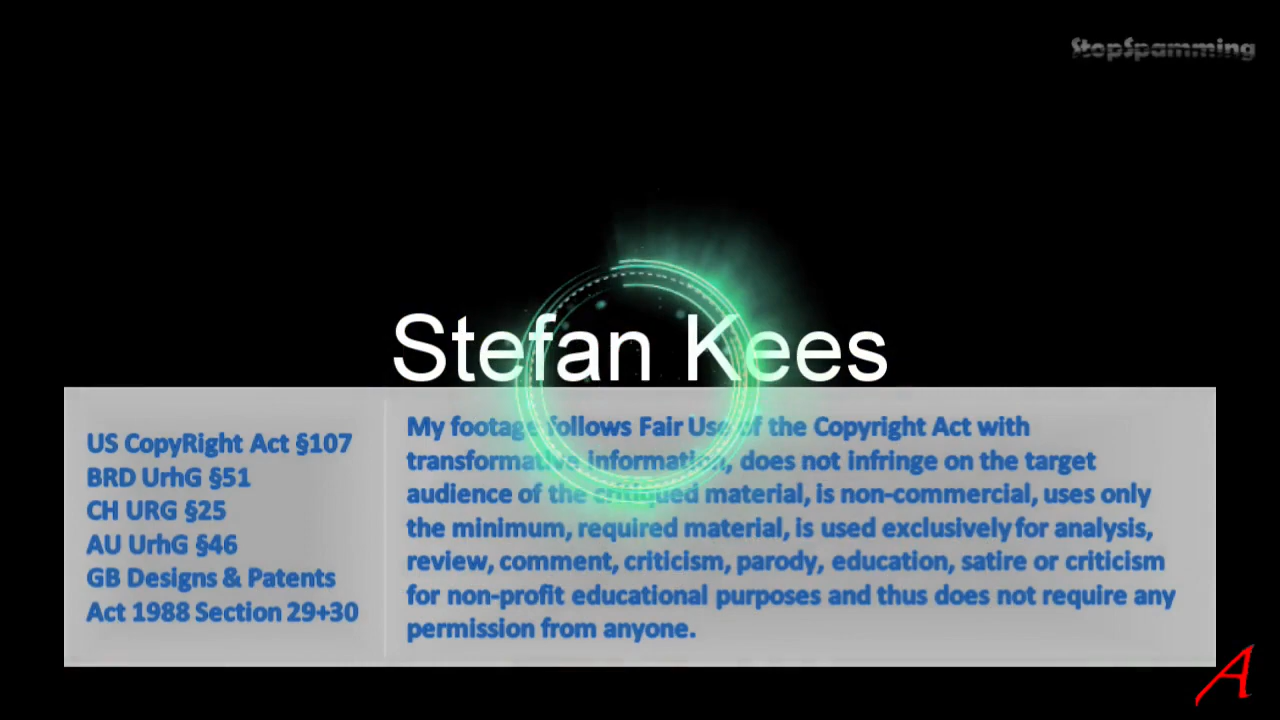 StopSpamming
Stefan Kees
US CopyRight Act §107
BRD UrhG §51
CH URG §25
AU UrhG §46
GB Designs & Patents
Act 1988 Section 29+30
My footage follows Fair Use of the Copyright Act with
transformative information, does not infringe on the target
audience of the critiqued material, is non-commercial, uses only
the minimum, required material, is used exclusively for analysis,
review, comment, criticism, parody, education, satire or criticism
for non-profit educational purposes and thus does not require any
permission from anyone.
A